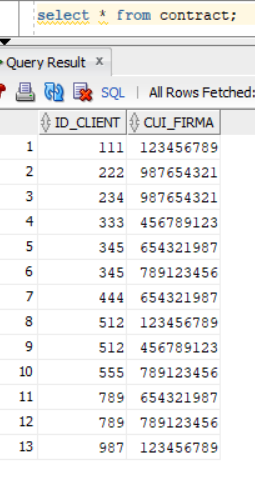 select * from contract;
Query Result x
SQL | All Rows Fetched:
ID_CLIENT CUI_FIRMA
1 111 123456789
2 222 987654321
3 234 987654321
4 333 456789123
5 345 654321987
6 345 789123456
7 444 654321987
8 512 123456789
9 512 456789123
10 555 789123456
11 789 654321987
12 789 789123456
13 987 123456789